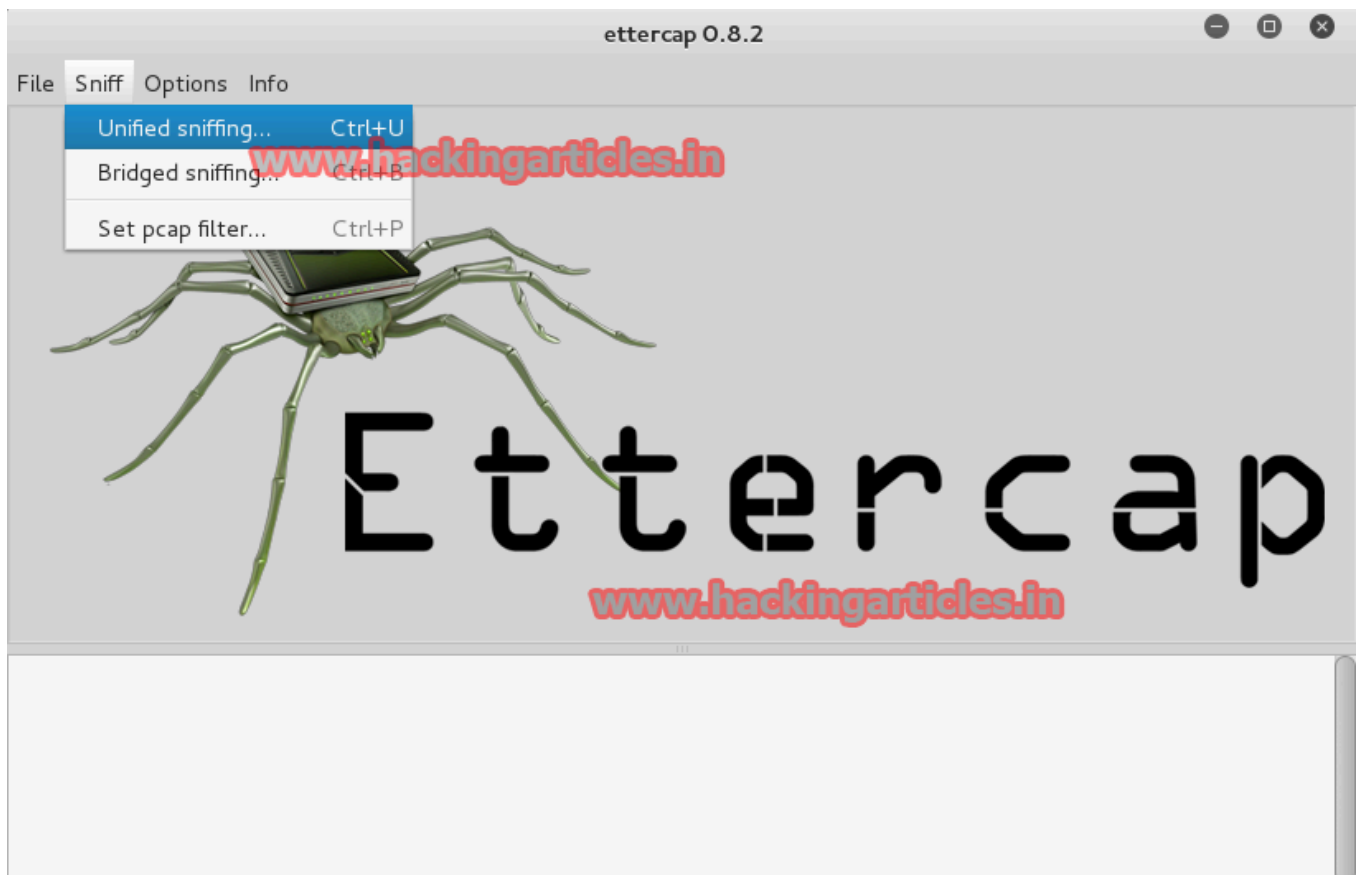 ettercap 0.8.2
File Sniff Options Info
Unified sniffing... Ctrl+U
www.hackingarticles.in
Bridged sniffing... Ctrl+B
Set pcap filter... Ctrl+P
Ettercap
www.hackingarticles.in